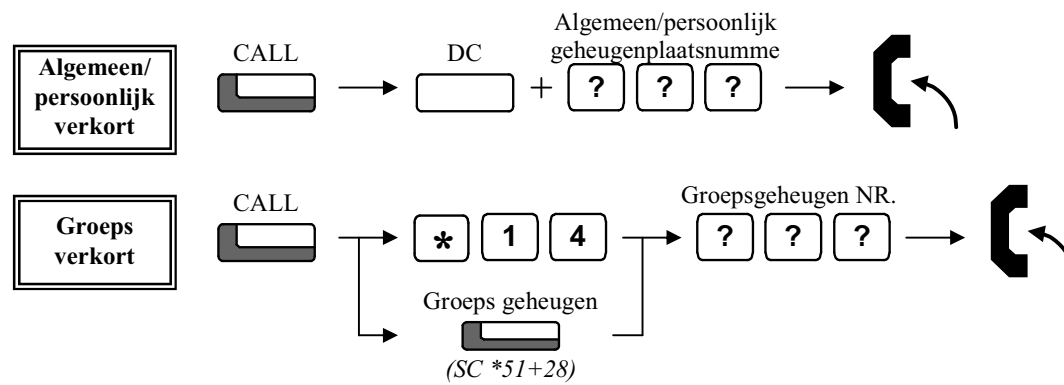 Algemeen/
persoonlijk
verkort
CALL
DC
Algemeen/persoonlijk
geheugenplaatsnumme
+
? ? ?
Groeps
verkort
CALL
* 1 4
Groepsgeheugen NR.
? ? ?
Groeps geheugen
(SC *51+28)